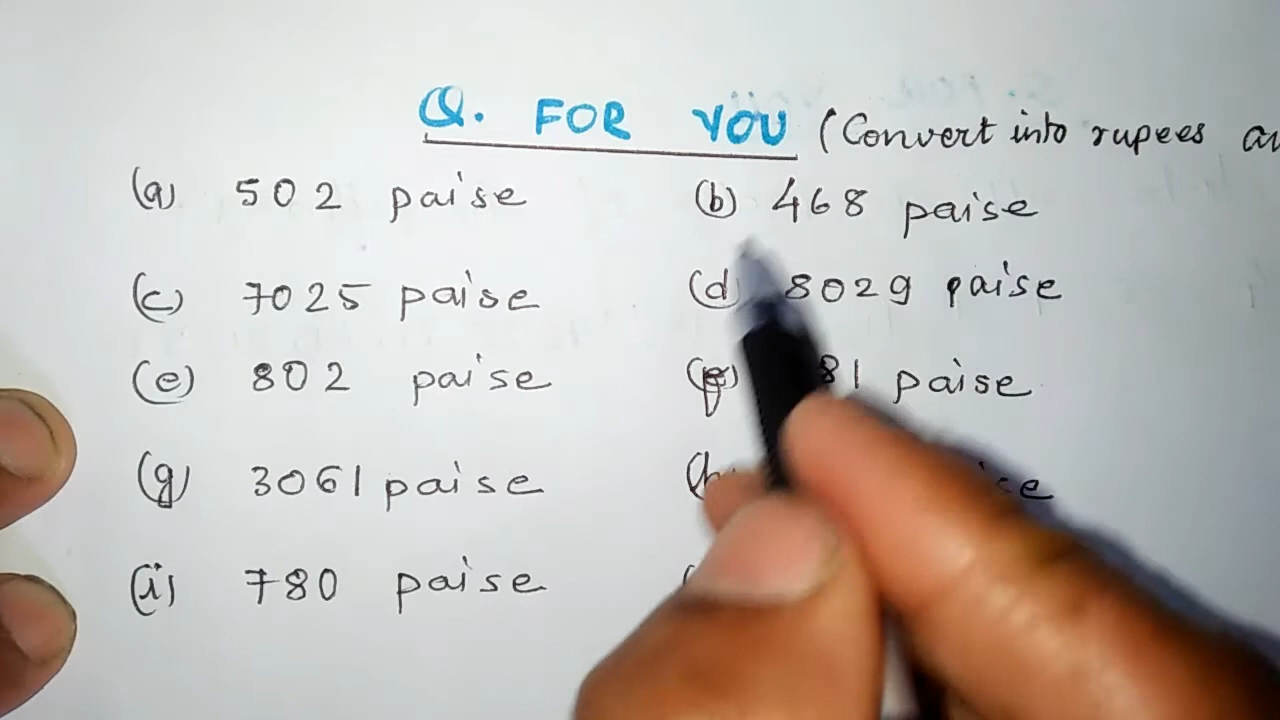 Q. FOR YOU (Convert into rupees
(a) 502 paise (b) 468 paise
(c) 7025 paise (d) 8029 paise
(e) 802 paise (f) 81 paise
(g) 3061 paise
(i) 780 paise